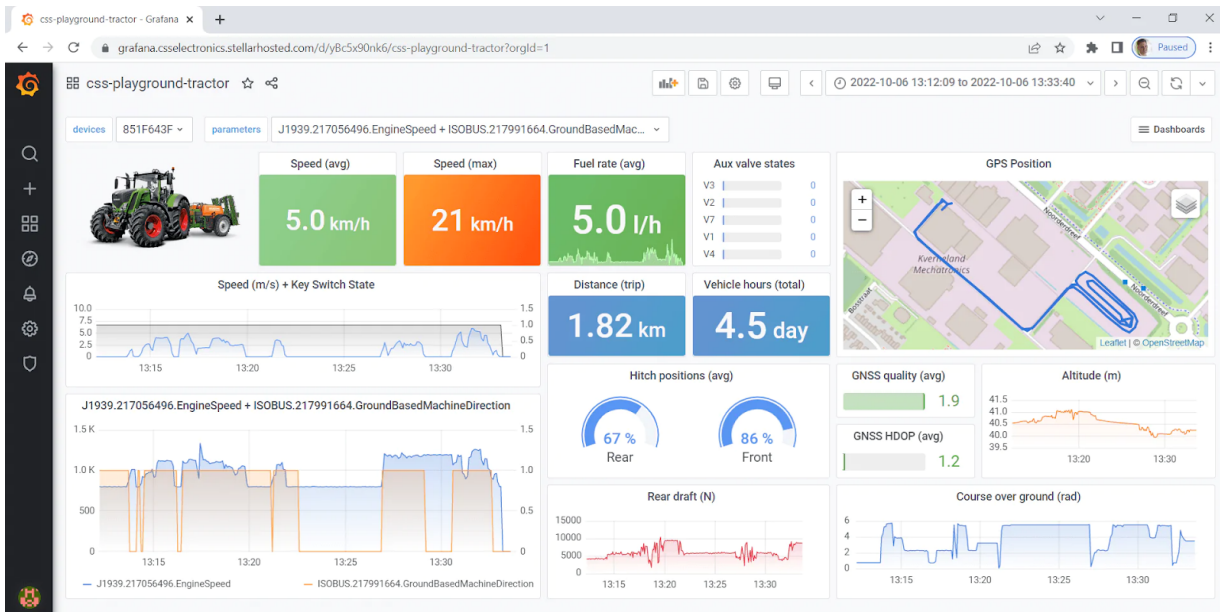 css-playground-tractor - Grafana
grafana.csselectronics.stellarhosted.com/d/yBc5x90nk6/css-playground-tractor?orgId=1
Paused
css-playground-tractor
2022-10-06 13:12:09 to 2022-10-06 13:33:40
devices 851F643F parameters J1939.217056496.EngineSpeed + ISOBUS.217991664.GroundBasedMac...
Dashboards
Speed (avg)
5.0 km/h
Speed (max)
21 km/h
Fuel rate (avg)
5.0 l/h
Aux valve states
V3 0
V2 0
V7 0
V1 0
V4 0
GPS Position
+
−
Noorderdreef
Kverneland
Mechatronics
Noorderdreef
Bosstraat
Leaflet | © OpenStreetMap
Speed (m/s) + Key Switch State
10.0
7.5
5.0
2.5
0
1.5
1.0
0.5
0
13:15 13:20 13:25 13:30
Distance (trip)
1.82 km
Vehicle hours (total)
4.5 day
J1939.217056496.EngineSpeed + ISOBUS.217991664.GroundBasedMachineDirection
1.5 K
1.0 K
500
0
1.5
1.0
0.5
0
13:15 13:20 13:25 13:30
J1939.217056496.EngineSpeed ISOBUS.217991664.GroundBasedMachineDirection
Hitch positions (avg)
67 %
Rear
86 %
Front
GNSS quality (avg)
1.9
GNSS HDOP (avg)
1.2
Altitude (m)
41.5
41.0
40.5
40.0
39.5
13:20 13:30
Rear draft (N)
15000
10000
5000
0
13:15 13:20 13:25 13:30
Course over ground (rad)
6
4
2
0
13:15 13:20 13:25 13:30